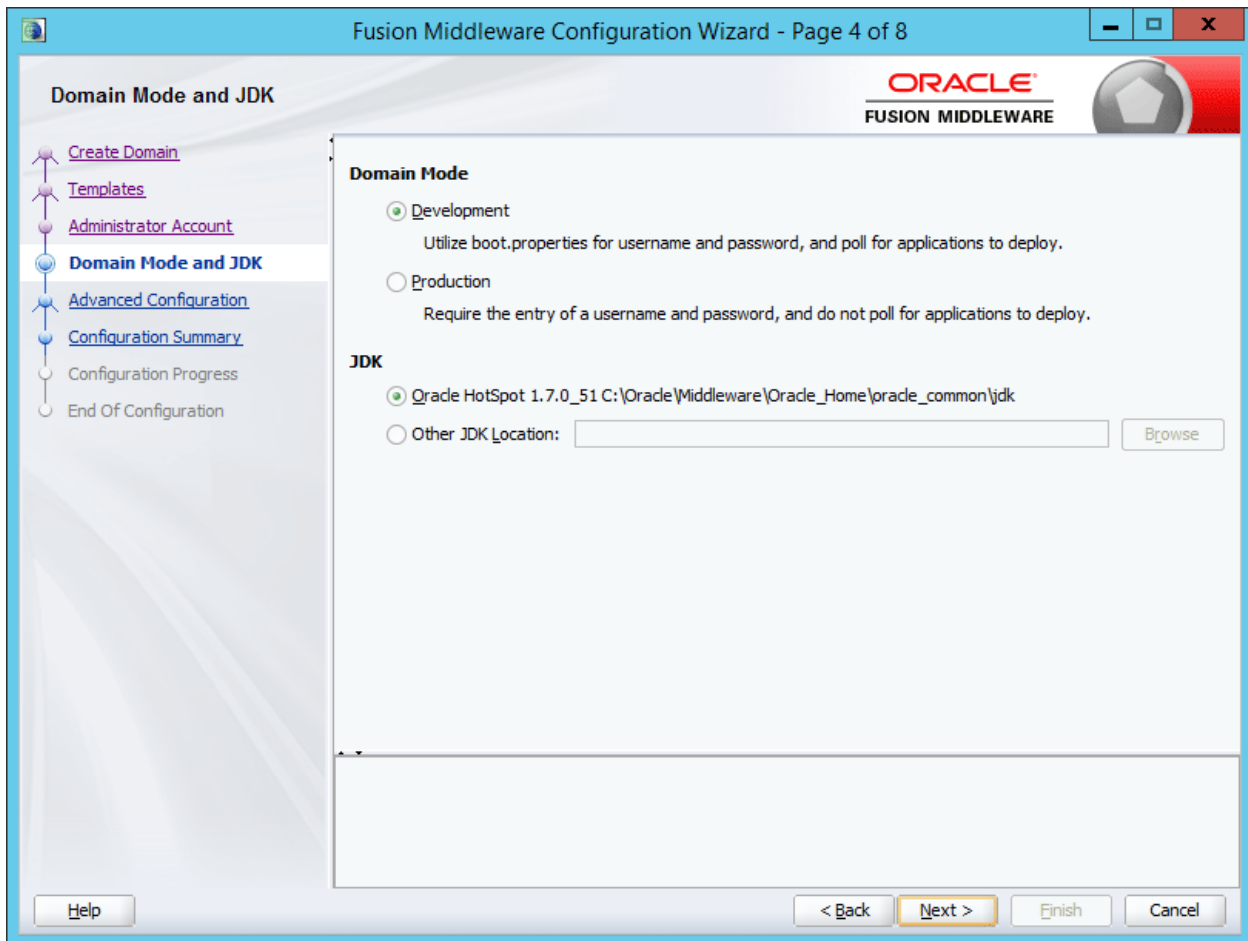 Fusion Middleware Configuration Wizard - Page 4 of 8
Domain Mode and JDK
ORACLE
FUSION MIDDLEWARE
Create Domain
Templates
Administrator Account
Domain Mode and JDK
Advanced Configuration
Configuration Summary
Configuration Progress
End Of Configuration
Domain Mode
Development
Utilize boot.properties for username and password, and poll for applications to deploy.
Production
Require the entry of a username and password, and do not poll for applications to deploy.
JDK
Oracle HotSpot 1.7.0_51 C:\Oracle\Middleware\Oracle_Home\oracle_common\jdk
Other JDK Location:
Browse
Help
< Back
Next >
Finish
Cancel